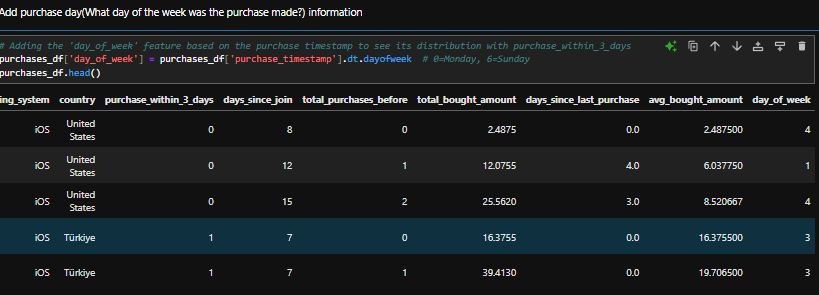 Add purchase day(What day of the week was the purchase made?) information
# Adding the 'day_of_week' feature based on the purchase timestamp to see its distribution with purchase_within_3_days
purchases_df['day_of_week'] = purchases_df['purchase_timestamp'].dt.dayofweek  # 0=Monday, 6=Sunday
purchases_df.head()
ing_system country purchase_within_3_days days_since_join total_purchases_before total_bought_amount days_since_last_purchase avg_bought_amount day_of_week
iOS United States 0 8 0 2.4875 0.0 2.487500 4
iOS United States 0 12 1 12.0755 4.0 6.037750 1
iOS United States 0 15 2 25.5620 3.0 8.520667 4
iOS Türkiye 1 7 0 16.3755 0.0 16.375500 3
iOS Türkiye 1 7 1 39.4130 0.0 19.706500 3